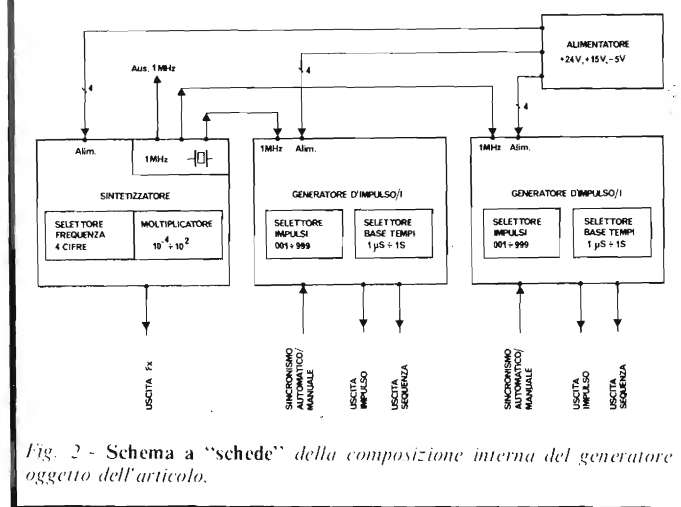 ALIMENTATORE
+24V, +15V, -5V
4
4
4
Aus. 1MHz
Alim.
1MHz
SINTETIZZATORE
SELETTORE
FREQUENZA
4 CIFRE
MOLTIPLICATORE
10⁻⁴ ÷ 10²
1MHz Alim.
GENERATORE D'IMPULSO/I
SELETTORE
IMPULSI
001÷999
SELETTORE
BASE TEMPI
1 µS ÷ 1S
1MHz Alim.
GENERATORE D'IMPULSO/I
SELETTORE
IMPULSI
001÷999
SELETTORE
BASE TEMPI
1 µS ÷ 1S
USCITA Fx
SINCRONISMO
AUTOMATICO/
MANUALE
USCITA
IMPULSO
USCITA
SEQUENZA
SINCRONISMO
AUTOMATICO/
MANUALE
USCITA
IMPULSO
USCITA
SEQUENZA
Fig. 2 - Schema a "schede" della composizione interna del generatore
oggetto dell'articolo.